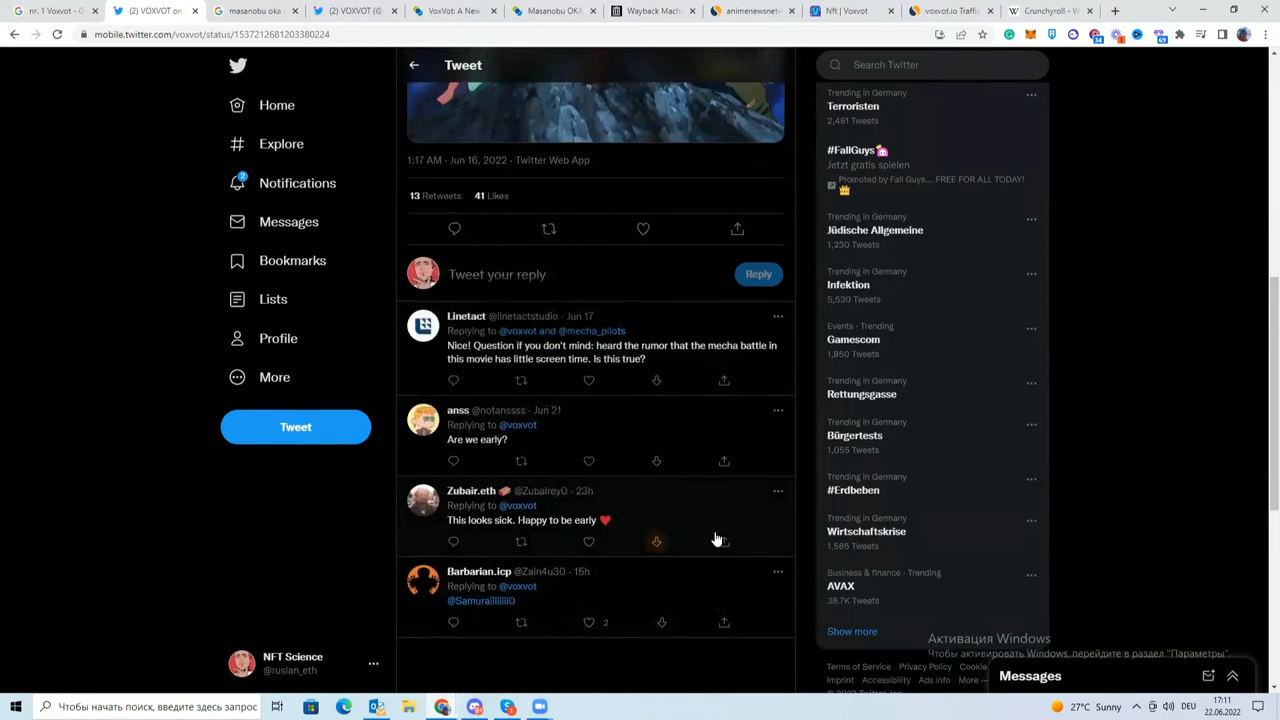 nr. 1 Voxvot - G
(2) VOXVOT on
masanobu oka
(2) VOXVOT (@
VoxVot: A New
Masanobu OKA
Wayback Mach
animenewsnet
Nft | Voxvot
voxvot.io Traffic
Crunchyroll - W
mobile.twitter.com/voxvot/status/1537212681203380224
Home
Explore
2
Notifications
Messages
Bookmarks
Lists
Profile
More
Tweet
NFT Science
@ruslan_eth
Tweet
1:17 AM · Jun 16, 2022 · Twitter Web App
13 Retweets 41 Likes
Tweet your reply
Reply
Linetact @linetactstudio · Jun 17
Replying to @voxvot and @mecha_pilots
Nice! Question if you don't mind: heard the rumor that the mecha battle in
this movie has little screen time. Is this true?
anss @notanssss · Jun 21
Replying to @voxvot
Are we early?
Zubair.eth @Zubairey0 · 23h
Replying to @voxvot
This looks sick. Happy to be early
Barbarian.icp @Zain4u30 · 15h
Replying to @voxvot
2
Search Twitter
Trending in Germany
Terroristen
2,481 Tweets
#FallGuys
Jetzt gratis spielen
Promoted by Fall Guys... FREE FOR ALL TODAY!
Trending in Germany
Jüdische Allgemeine
1,230 Tweets
Trending in Germany
Infektion
5,530 Tweets
Events · Trending
Gamescom
1,850 Tweets
Trending in Germany
Rettungsgasse
Trending in Germany
Bürgertests
1,055 Tweets
Trending in Germany
#Erdbeben
Trending in Germany
Wirtschaftskrise
1,585 Tweets
Business & finance · Trending
AVAX
38.7K Tweets
Show more
Активация Windows
Чтобы активировать Windows, перейдите в раздел "Параметры".
Terms of Service Privacy Policy Cookie
Imprint Accessibility Ads info More ···
Messages
Чтобы начать поиск, введите здесь запрос
27°C Sunny
DEU
17:11
22.06.2022